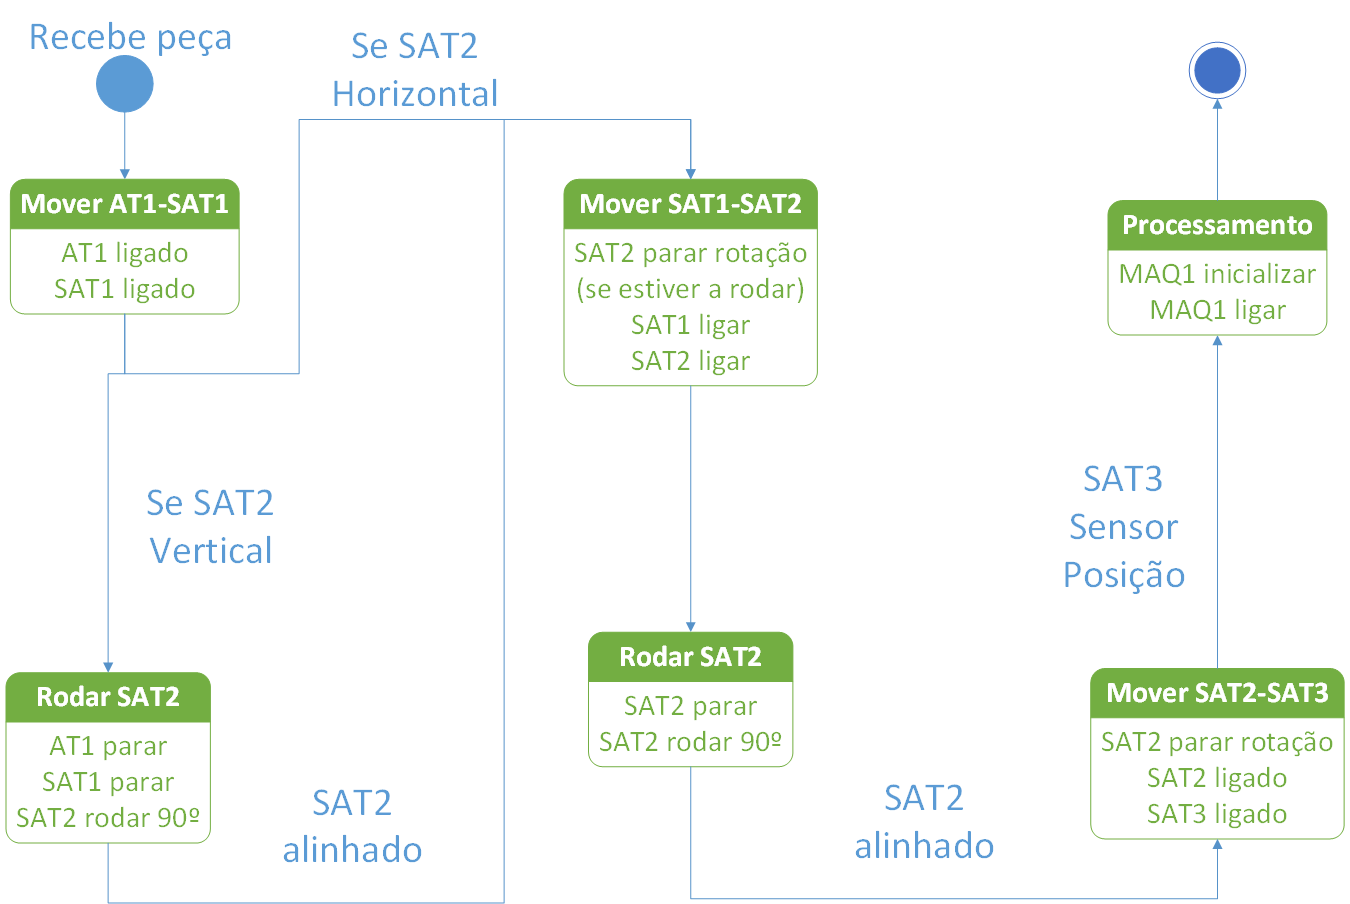 Recebe peça
Se SAT2
Horizontal
Mover AT1-SAT1
AT1 ligado
SAT1 ligado
Mover SAT1-SAT2
SAT2 parar rotação
(se estiver a rodar)
SAT1 ligar
SAT2 ligar
Processamento
MAQ1 inicializar
MAQ1 ligar
Se SAT2
Vertical
SAT3
Sensor
Posição
Rodar SAT2
AT1 parar
SAT1 parar
SAT2 rodar 90º
SAT2
alinhado
Rodar SAT2
SAT2 parar
SAT2 rodar 90º
SAT2
alinhado
Mover SAT2-SAT3
SAT2 parar rotação
SAT2 ligado
SAT3 ligado